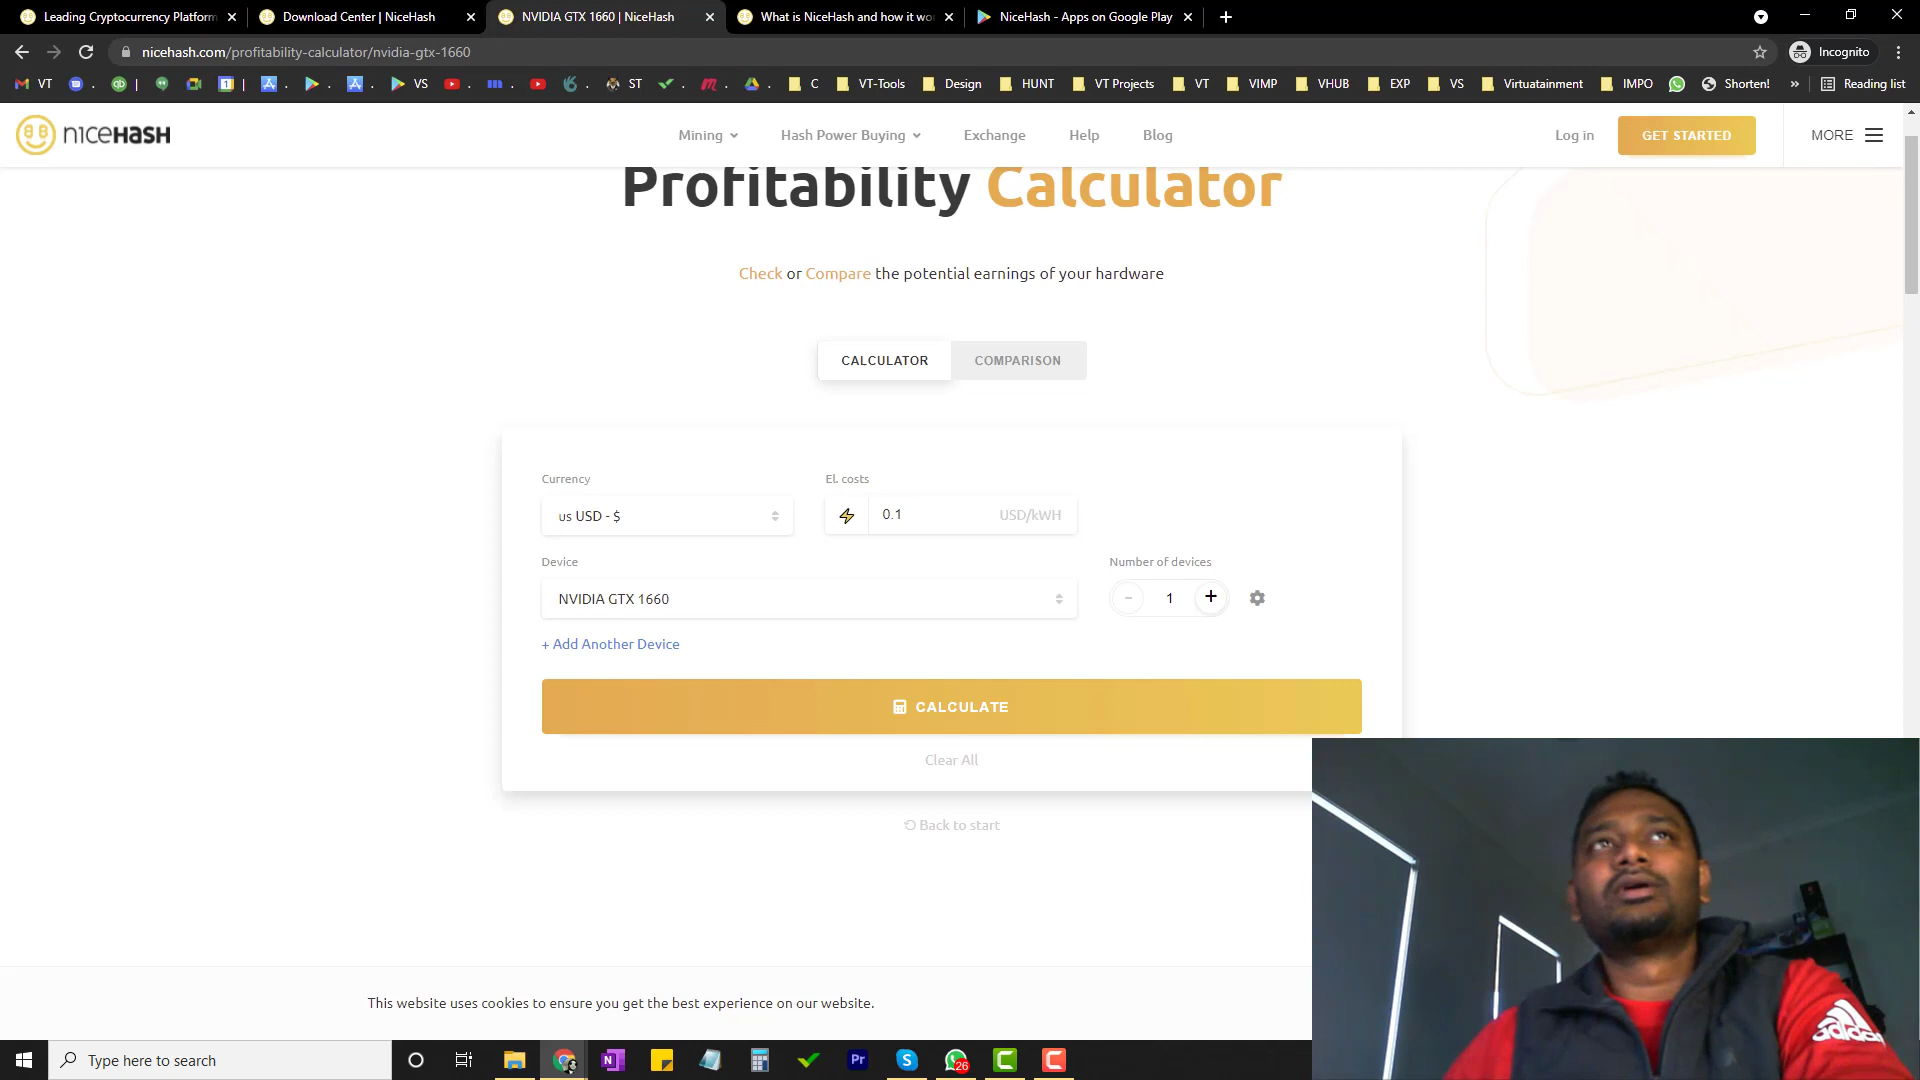 Leading Cryptocurrency Platform
Download Center | NiceHash
NVIDIA GTX 1660 | NiceHash
What is NiceHash and how it wo
NiceHash - Apps on Google Play
nicehash.com/profitability-calculator/nvidia-gtx-1660
Incognito
VT
VS
ST
C
VT-Tools
Design
HUNT
VT Projects
VT
VIMP
VHUB
EXP
VS
Virtuatainment
IMPO
Shorten!
Reading list
NICEHASH
Mining
Hash Power Buying
Exchange
Help
Blog
Log in
GET STARTED
MORE
Profitability Calculator
Check or Compare the potential earnings of your hardware
CALCULATOR
COMPARISON
Currency
El. costs
us USD - $
0.1
USD/kWH
Device
Number of devices
NVIDIA GTX 1660
- 1 +
+ Add Another Device
CALCULATE
Clear All
Back to start
This website uses cookies to ensure you get the best experience on our website.
adidas
Type here to search
Pr
26